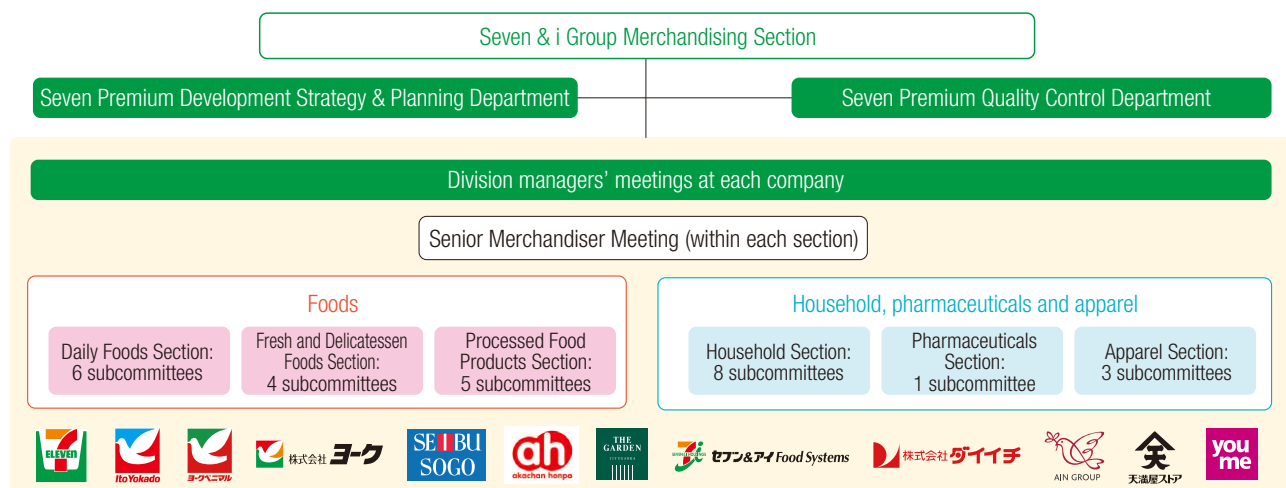 Seven & i Group Merchandising Section
Seven Premium Development Strategy & Planning Department
Seven Premium Quality Control Department
Division managers’ meetings at each company
Senior Merchandiser Meeting (within each section)
Foods
Daily Foods Section:
6 subcommittees
Fresh and Delicatessen
Foods Section:
4 subcommittees
Processed Food
Products Section:
5 subcommittees
Household, pharmaceuticals and apparel
Household Section:
8 subcommittees
Pharmaceuticals
Section:
1 subcommittee
Apparel Section:
3 subcommittees
7 ELEVEN
ItoYokado
ヨークベニマル
株式会社 ヨーク
SEIBU
SOGO
ah
akachan honpo
THE
GARDEN
セブン&アイ Food Systems
株式会社ダイイチ
AIN GROUP
天満屋ストア
you
me